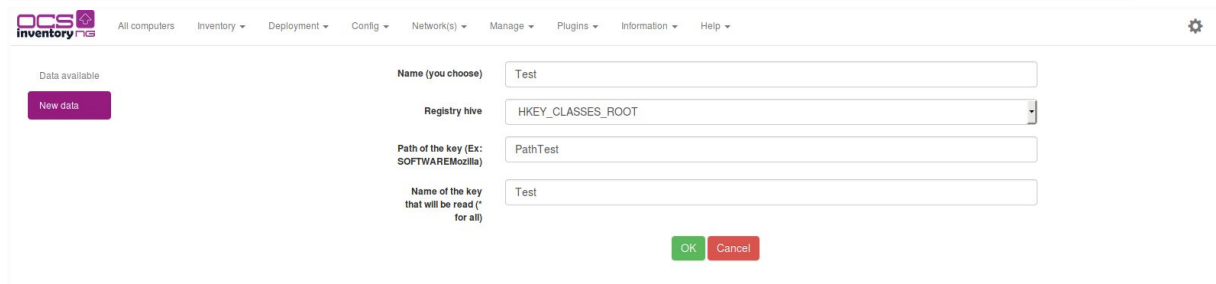 OCS
inventory NG
All computers Inventory Deployment Config Network(s) Manage Plugins Information Help
Data available
New data
Name (you choose) Test
Registry hive HKEY_CLASSES_ROOT
Path of the key (Ex:
SOFTWAREMozilla) PathTest
Name of the key
that will be read (*
for all) Test
OK Cancel